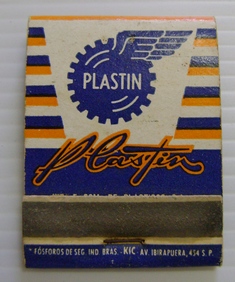 PLASTIN
Plastin
* FÓSFOROS DE SEG. IND. BRAS. - KIC AV. IBIRAPUERA, 454 S. P.